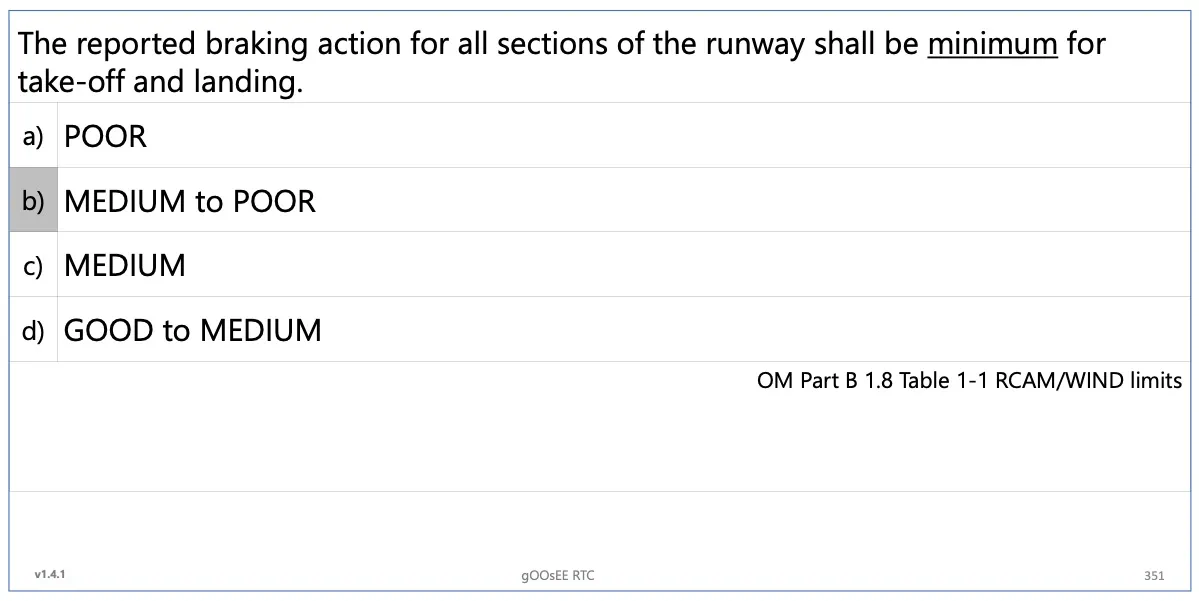 The reported braking action for all sections of the runway shall be minimum for
take-off and landing.
a) POOR
b) MEDIUM to POOR
c) MEDIUM
d) GOOD to MEDIUM
OM Part B 1.8 Table 1-1 RCAM/WIND limits
v1.4.1 gOOsEE RTC 351